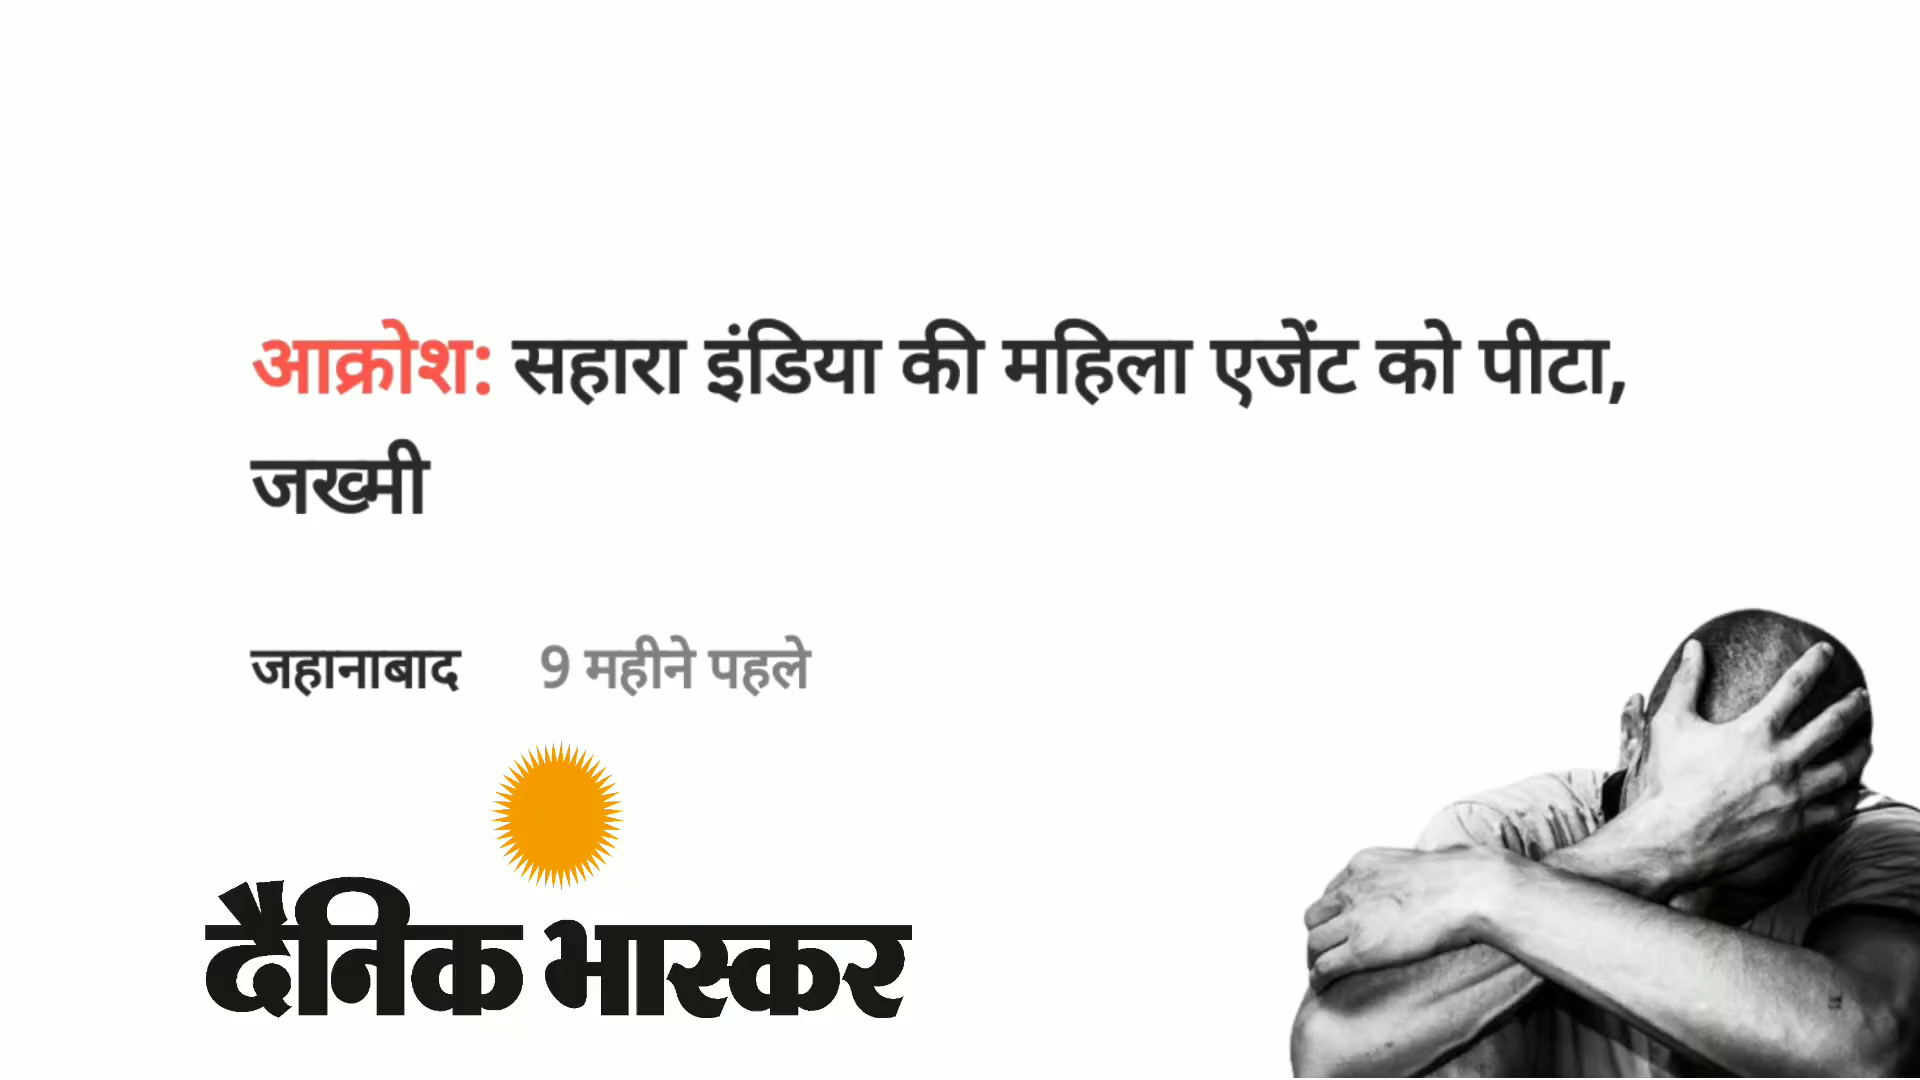 आक्रोश: सहारा इंडिया की महिला एजेंट को पीटा,
जख्मी
जहानाबाद 9 महीने पहले
दैनिक भास्कर